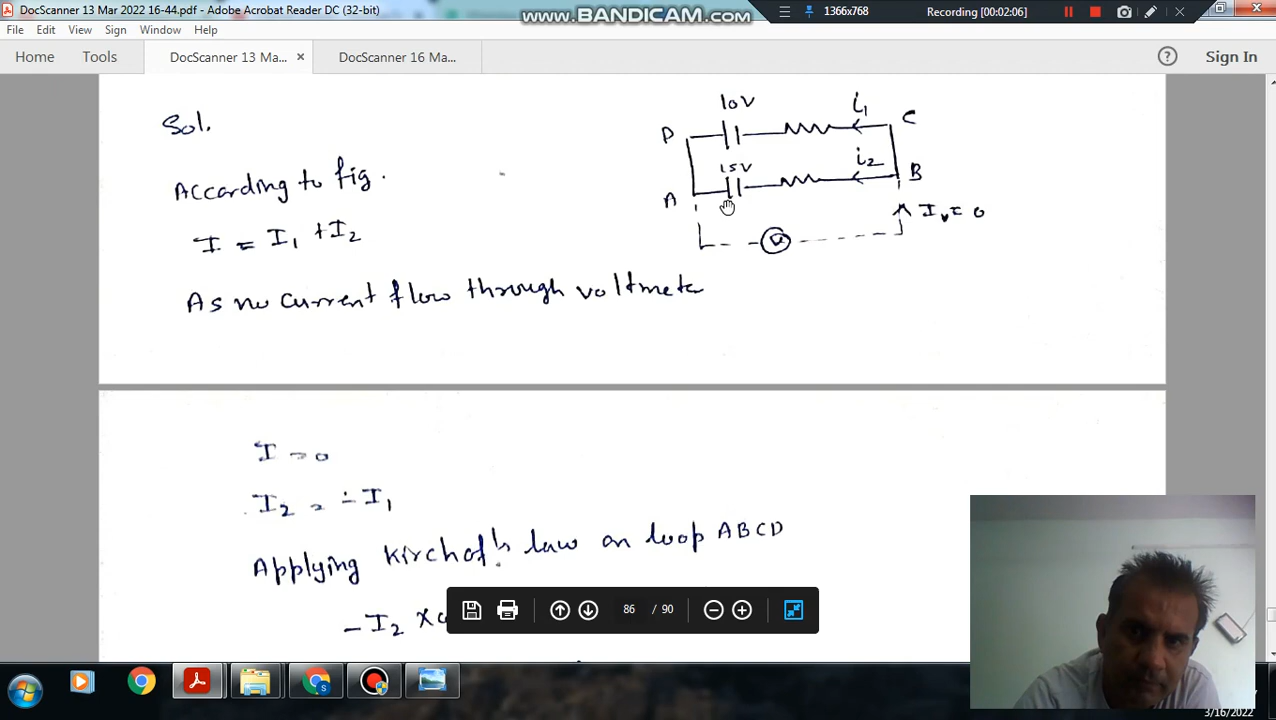 DocScanner 13 Mar 2022 16-44.pdf - Adobe Acrobat Reader DC (32-bit)
www.BANDICAM.com
1366x768
Recording [00:02:06]
File Edit View Sign Window Help
Home Tools DocScanner 13 Ma... × DocScanner 16 Ma... ? Sign In
Sol.
According to fig.
I = I1 + I2
As no current flow through voltmeter
10V
i1
D
C
15V
i2
A
B
V
Iv = 0
I = 0
I2 = - I1
Applying Kirchof's law on loop ABCD
- I2 X
86 / 90
3/16/2022